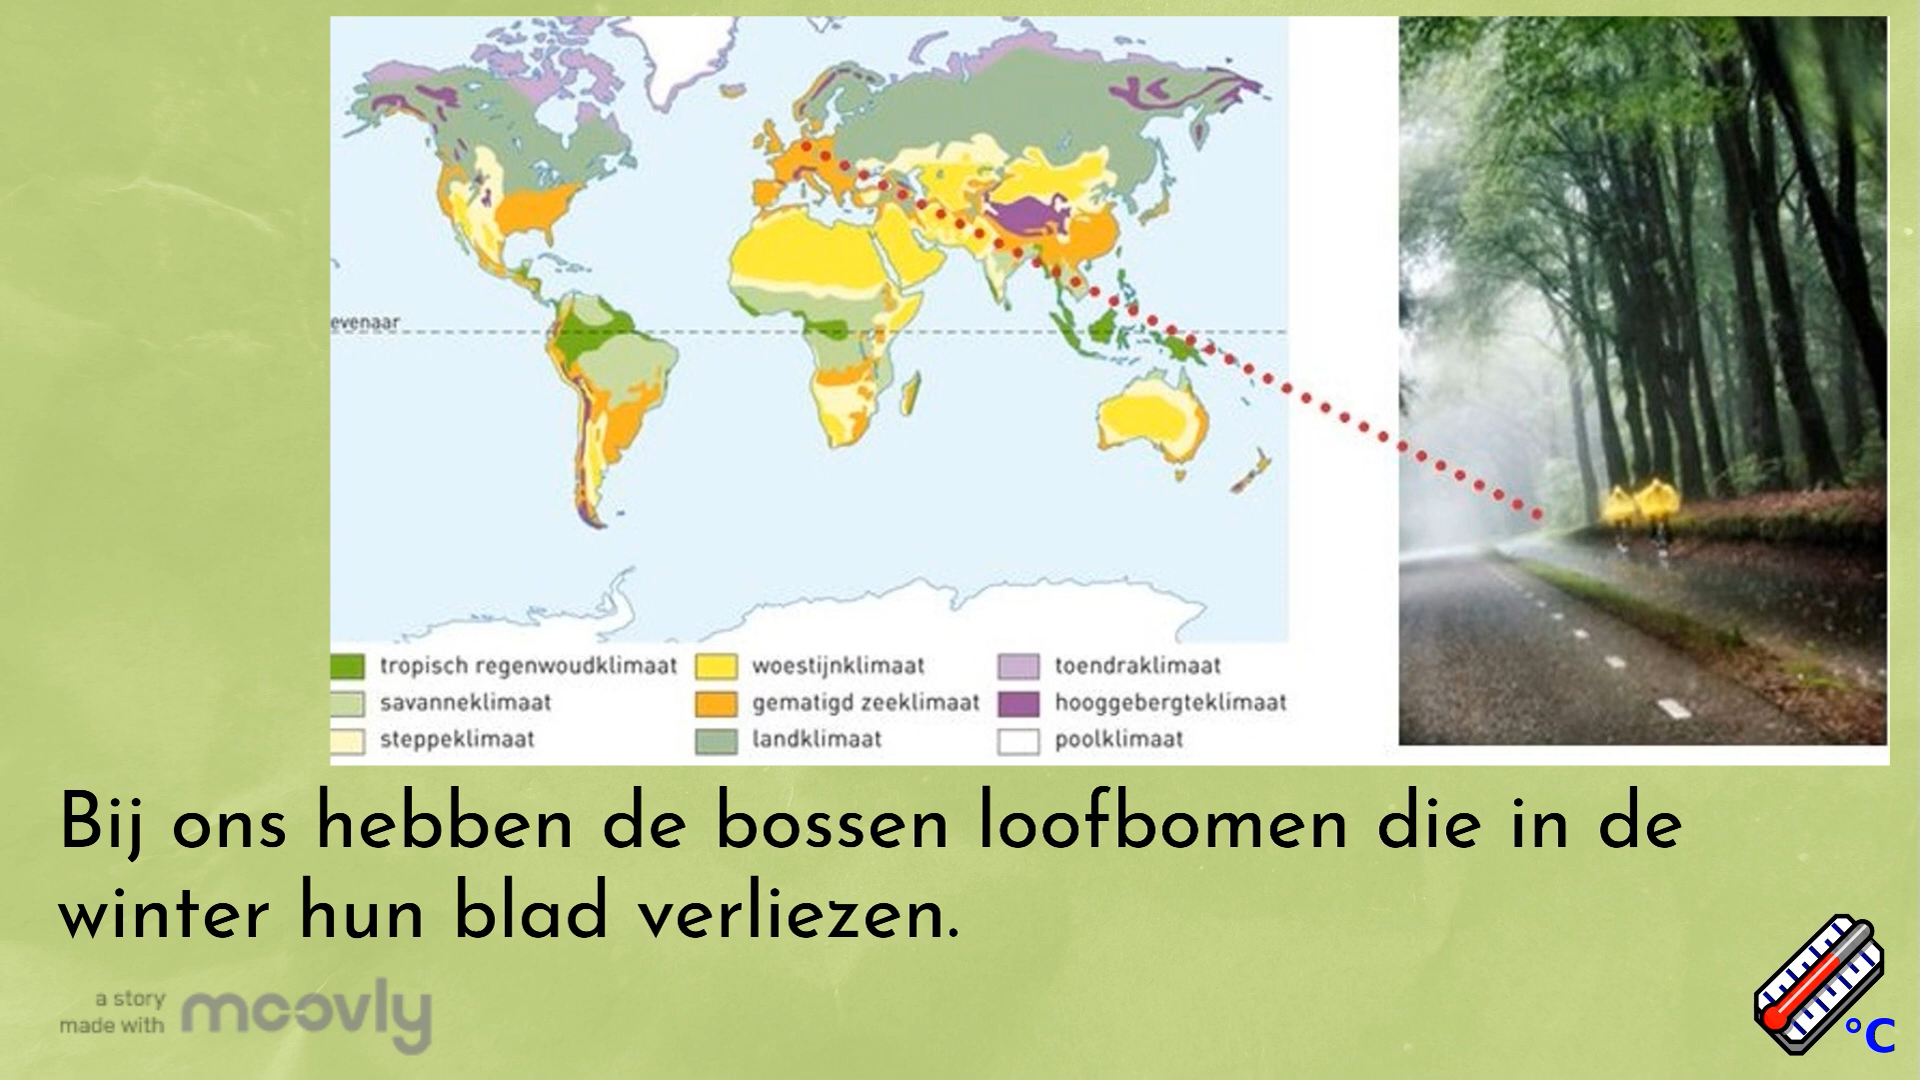 evenaar
tropisch regenwoudklimaat
savanneklimaat
steppeklimaat
woestijnklimaat
gematigd zeeklimaat
landklimaat
toendraklimaat
hooggebergteklimaat
poolklimaat
Bij ons hebben de bossen loofbomen die in de
winter hun blad verliezen.
a story
made with
moovly
°C